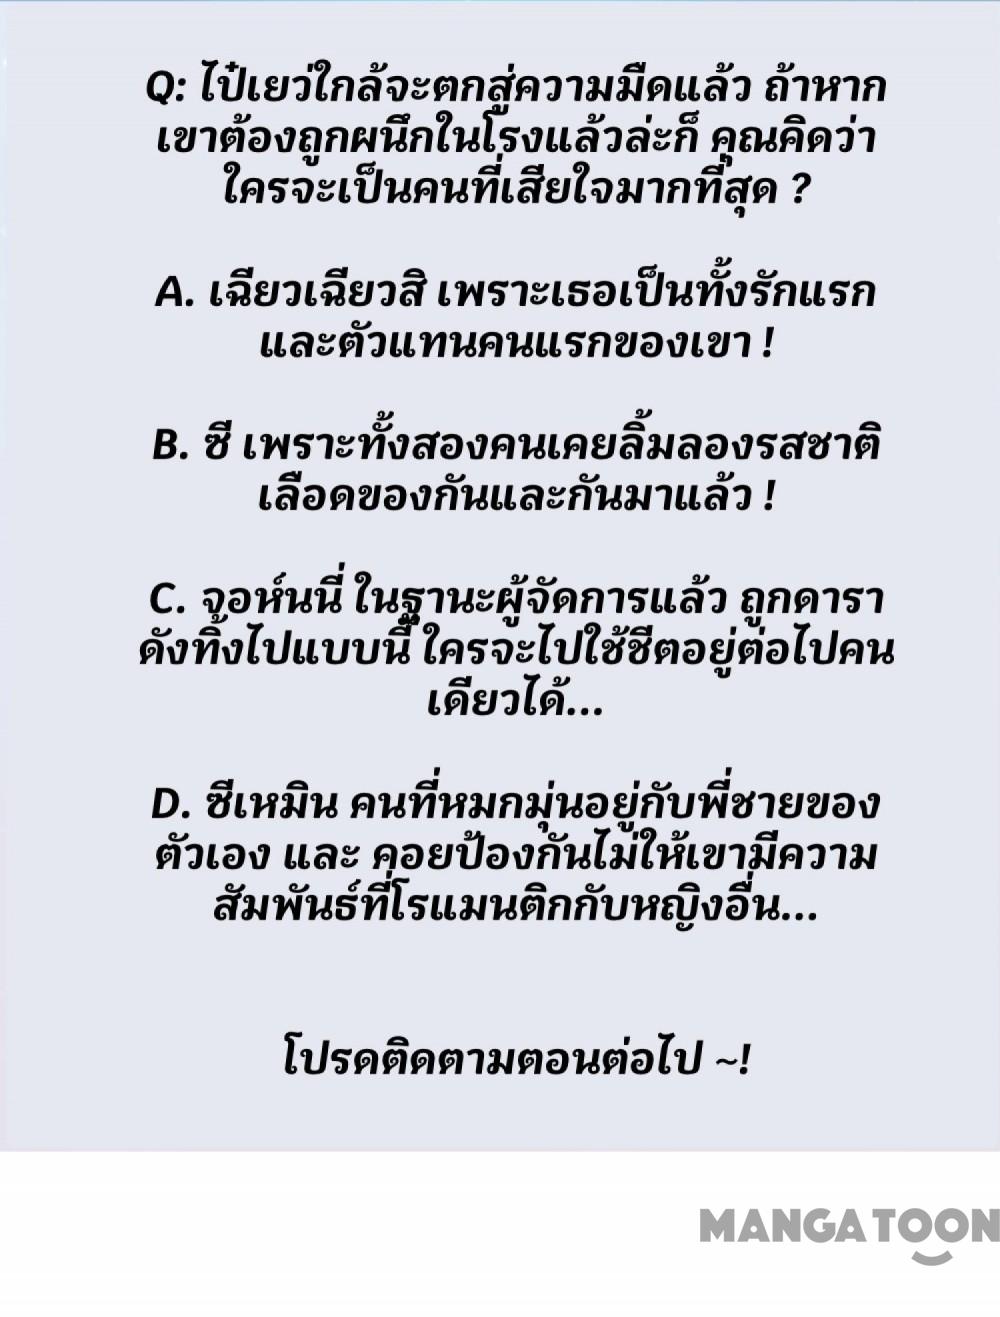 Q: ไป๋เยว่ใกล้จะตกสู่ความมืดแล้ว ถ้าหาก
เขาต้องถูกผนึกในโรงแล้วล่ะก็ คุณคิดว่า
ใครจะเป็นคนที่เสียใจมากที่สุด ?
A. เฉียวเฉียวสิ เพราะเธอเป็นทั้งรักแรก
และตัวแทนคนแรกของเขา !
B. ซี เพราะทั้งสองคนเคยลิ้มลองรสชาติ
เลือดของกันและกันมาแล้ว !
C. จอห์นนี่ ในฐานะผู้จัดการแล้ว ถูกดารา
ดังทิ้งไปแบบนี้ ใครจะไปใช้ชีตอยู่ต่อไปคน
เดียวได้...
D. ซีเหมิน คนที่หมกมุ่นอยู่กับพี่ชายของ
ตัวเอง และ คอยป้องกันไม่ให้เขามีความ
สัมพันธ์ที่โรแมนติกกับหญิงอื่น...
โปรดติดตามตอนต่อไป ~!
MANGATOON